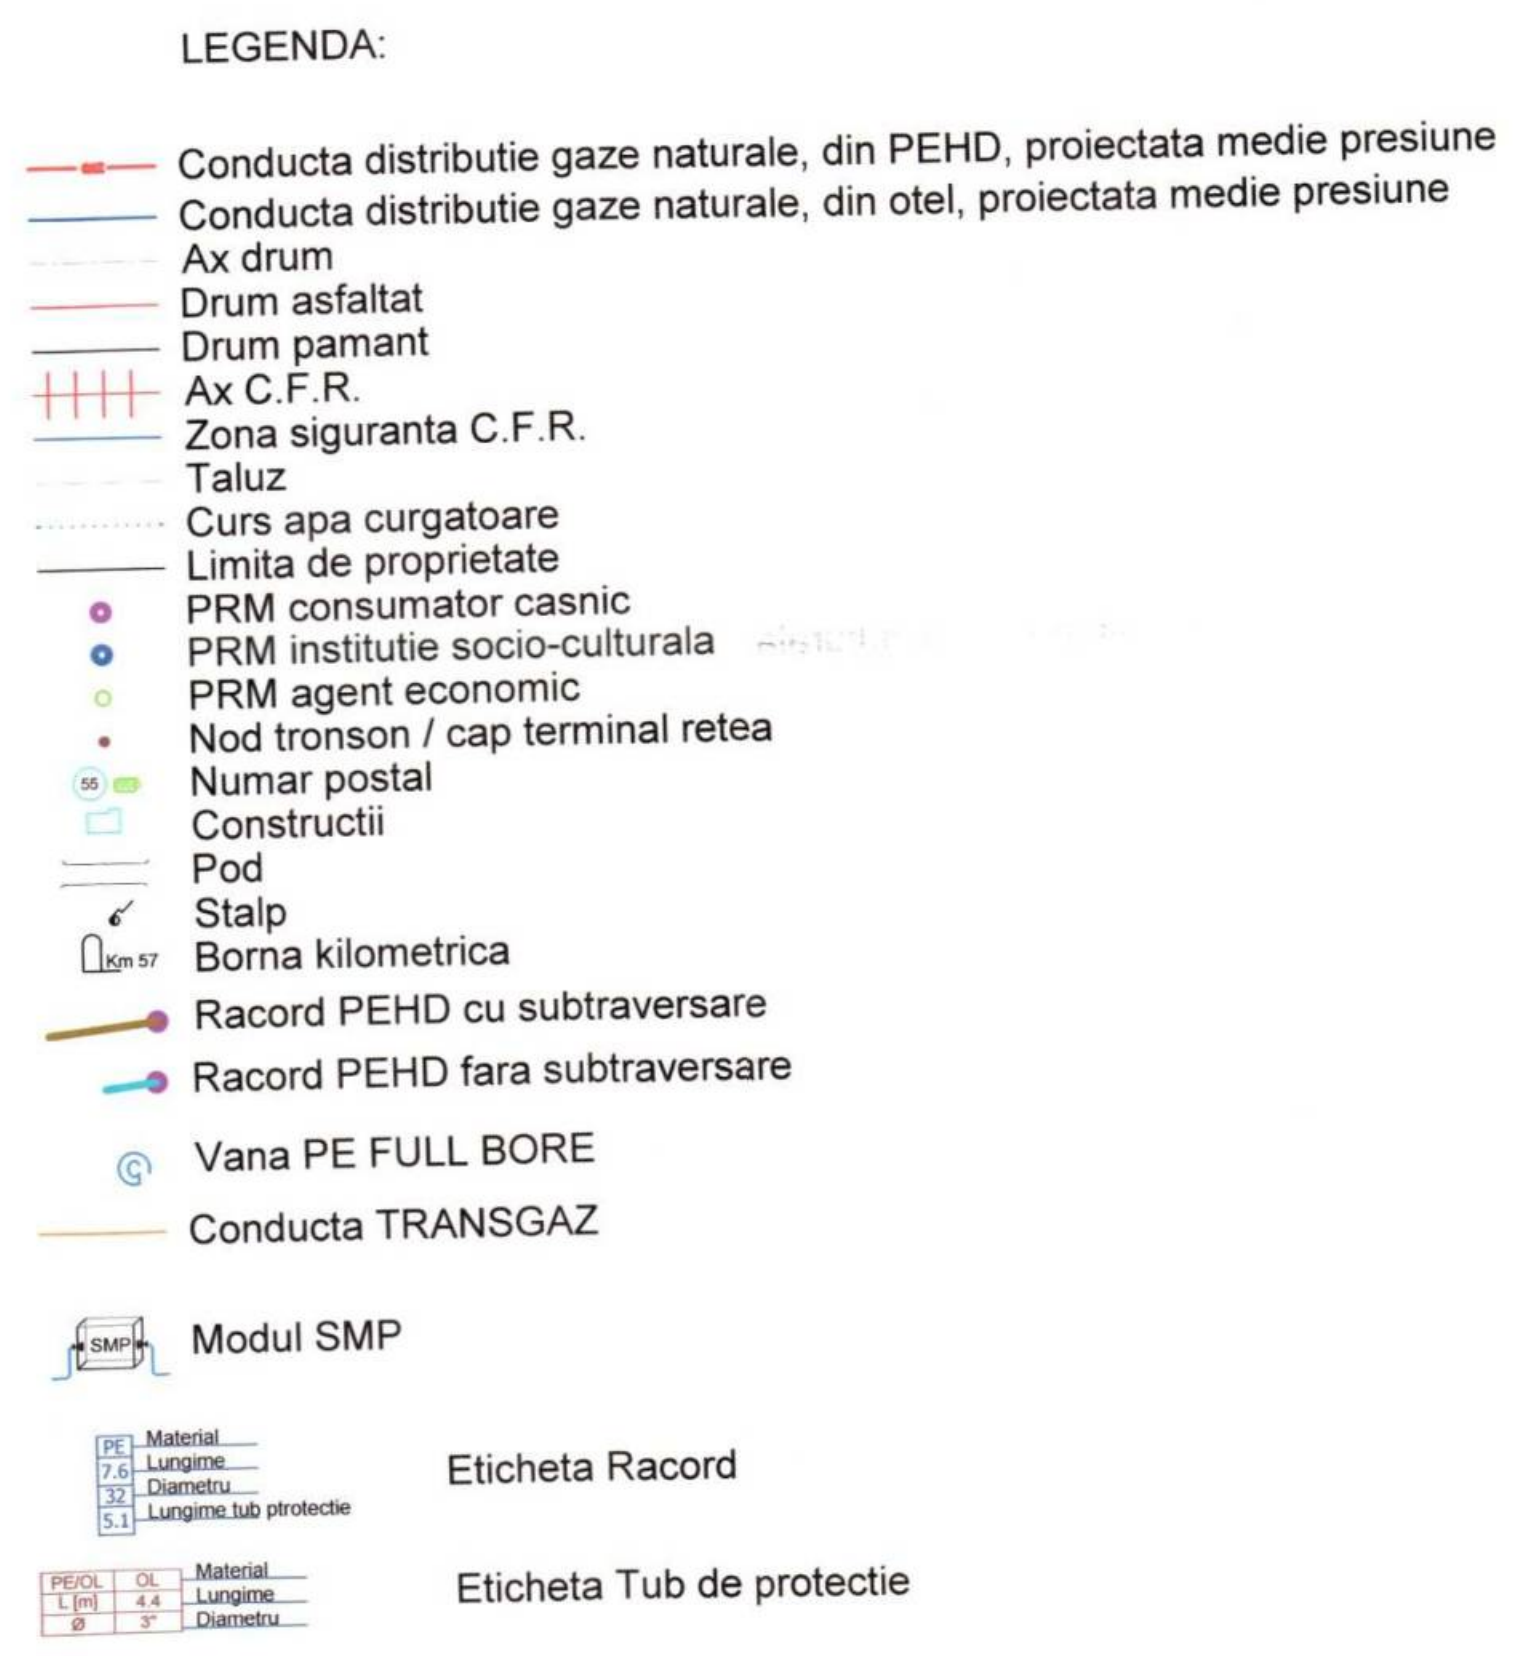 LEGENDA:
Conducta distributie gaze naturale, din PEHD, proiectata medie presiune
Conducta distributie gaze naturale, din otel, proiectata medie presiune
Ax drum
Drum asfaltat
Drum pamant
Ax C.F.R.
Zona siguranta C.F.R.
Taluz
Curs apa curgatoare
Limita de proprietate
PRM consumator casnic
PRM institutie socio-culturala
PRM agent economic
Nod tronson / cap terminal retea
55 Numar postal
Constructii
Pod
Stalp
Km 57 Borna kilometrica
Racord PEHD cu subtraversare
Racord PEHD fara subtraversare
Vana PE FULL BORE
Conducta TRANSGAZ
SMP Modul SMP
PE Material
7.6 Lungime
Eticheta Racord
32 Diametru
5.1 Lungime tub ptrotectie
PE/OL OL Material
L [m] 4.4 Lungime
Eticheta Tub de protectie
Ø 3" Diametru